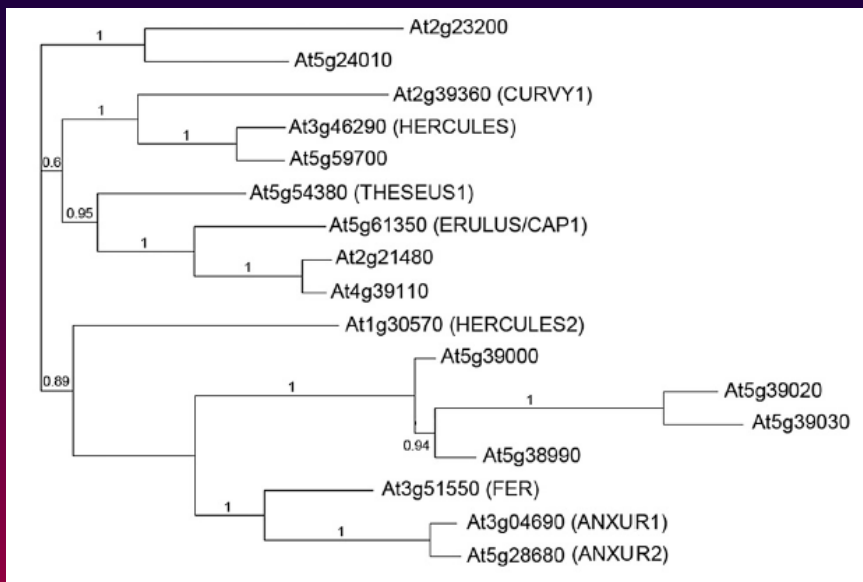 At2g23200
1
At5g24010
At2g39360 (CURVY1)
1
At3g46290 (HERCULES)
1
At5g59700
0.6
At5g54380 (THESEUS1)
0.95
At5g61350 (ERULUS/CAP1)
1
At2g21480
1
At4g39110
At1g30570 (HERCULES2)
At5g39000
0.89
1
At5g39020
1
At5g39030
0.94
At5g38990
At3g51550 (FER)
1
At3g04690 (ANXUR1)
1
At5g28680 (ANXUR2)